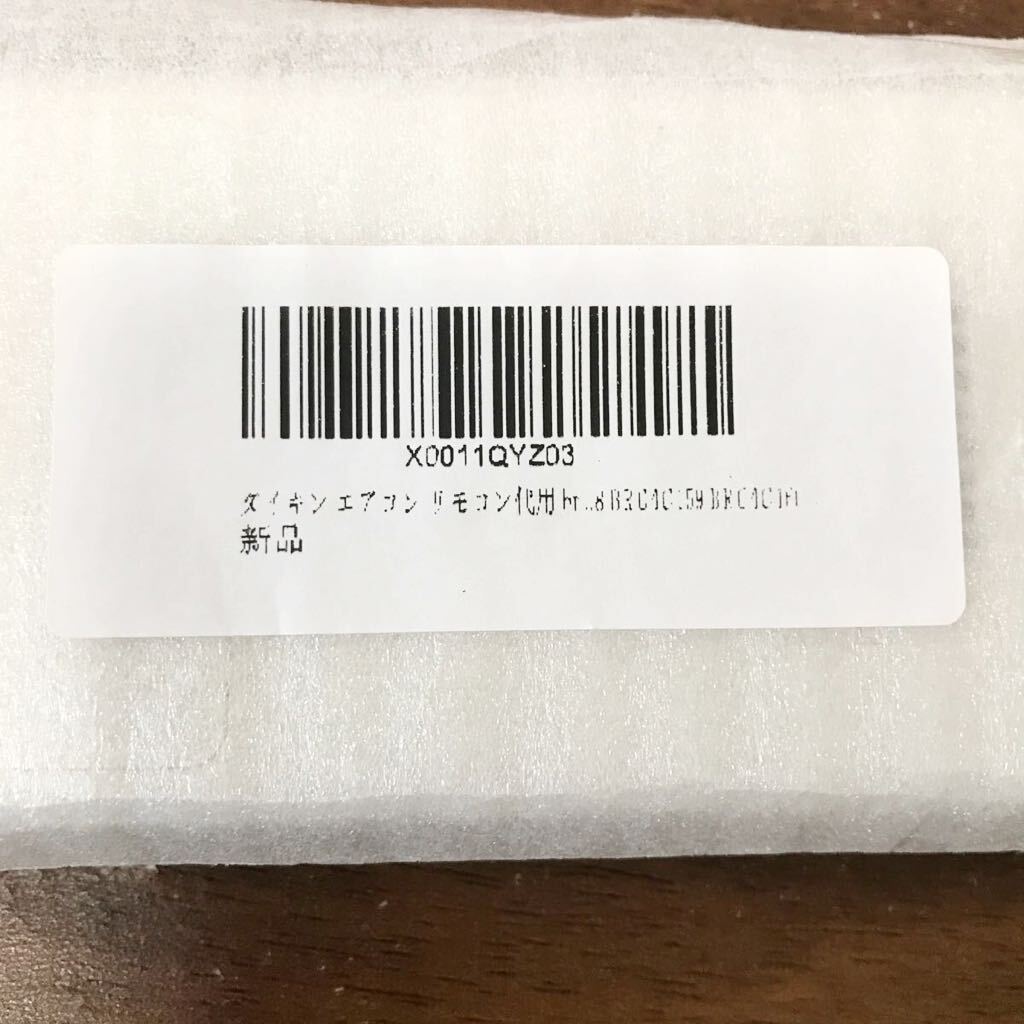 X0011QYZ03
ダイキン エアコン リモコン代用
新品